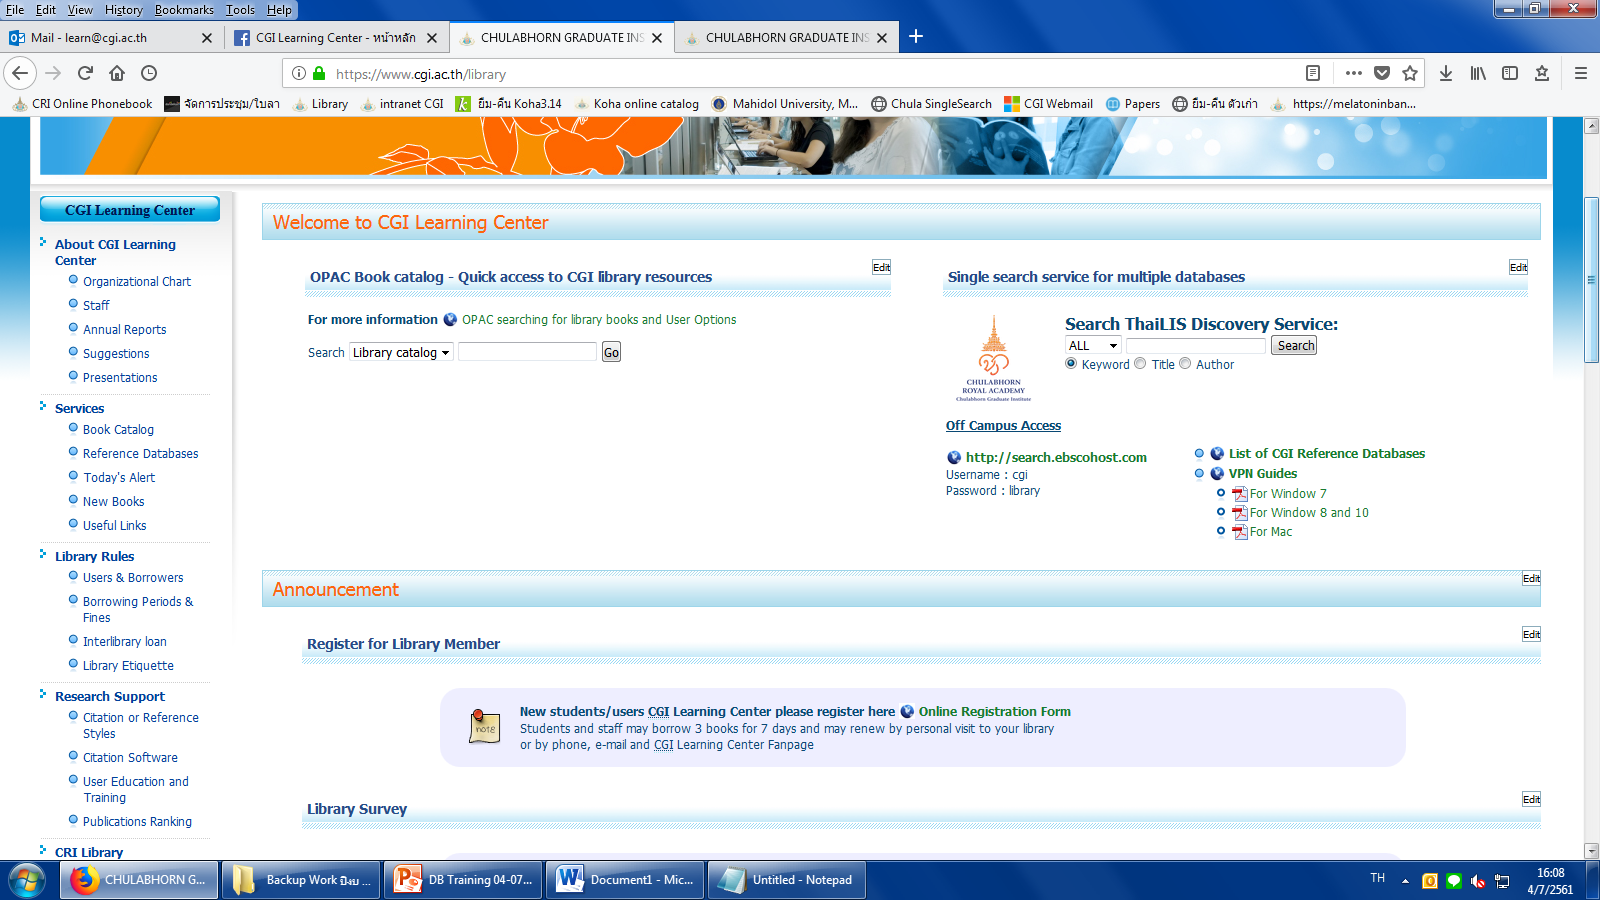 File Edit View History Bookmarks Tools Help
Mail - learn@cgi.ac.th
CGI Learning Center - หน้าหลัก
CHULABHORN GRADUATE INS
CHULABHORN GRADUATE INS
https://www.cgi.ac.th/library
CRI Online Phonebook
จัดการประชุม/ใบลา
Library
intranet CGI
ยืม-คืน Koha3.14
Koha online catalog
Mahidol University, M...
Chula SingleSearch
CGI Webmail
Papers
ยืม-คืน ตัวเก่า
https://melatoninban...
CGI Learning Center
About CGI Learning
Center
Organizational Chart
Staff
Annual Reports
Suggestions
Presentations
Services
Book Catalog
Reference Databases
Today's Alert
New Books
Useful Links
Library Rules
Users & Borrowers
Borrowing Periods &
Fines
Interlibrary loan
Library Etiquette
Research Support
Citation or Reference
Styles
Citation Software
User Education and
Training
Publications Ranking
CRI Library
Welcome to CGI Learning Center
OPAC Book catalog - Quick access to CGI library resources
Edit
For more information OPAC searching for library books and User Options
Search Library catalog Go
Single search service for multiple databases
Edit
CHULABHORN
ROYAL ACADEMY
Chulabhorn Graduate Institute
Search ThaiLIS Discovery Service:
ALL Search
Keyword Title Author
Off Campus Access
http://search.ebscohost.com
Username : cgi
Password : library
List of CGI Reference Databases
VPN Guides
For Window 7
For Window 8 and 10
For Mac
Announcement
Edit
Register for Library Member
Edit
note
New students/users CGI Learning Center please register here Online Registration Form
Students and staff may borrow 3 books for 7 days and may renew by personal visit to your library
or by phone, e-mail and CGI Learning Center Fanpage
Library Survey
Edit
CHULABHORN G...
Backup Work ปีงบ ...
DB Training 04-07...
Document1 - Mic...
Untitled - Notepad
TH
16:08
4/7/2561